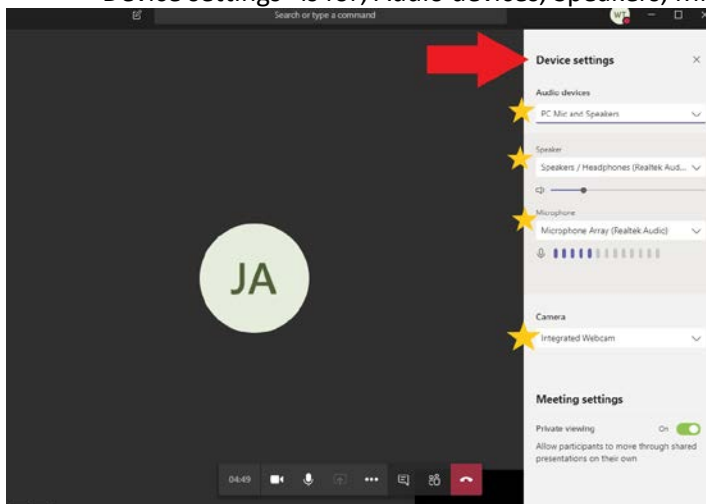 Search or type a command
WT
Device settings
Audio devices
PC Mic and Speakers
Speaker
Speakers / Headphones (Realtek Aud...
Microphone
Microphone Array (Realtek Audio)
JA
Camera
Integrated Webcam
Meeting settings
Private viewing On
Allow participants to move through shared
presentations on their own
04:49